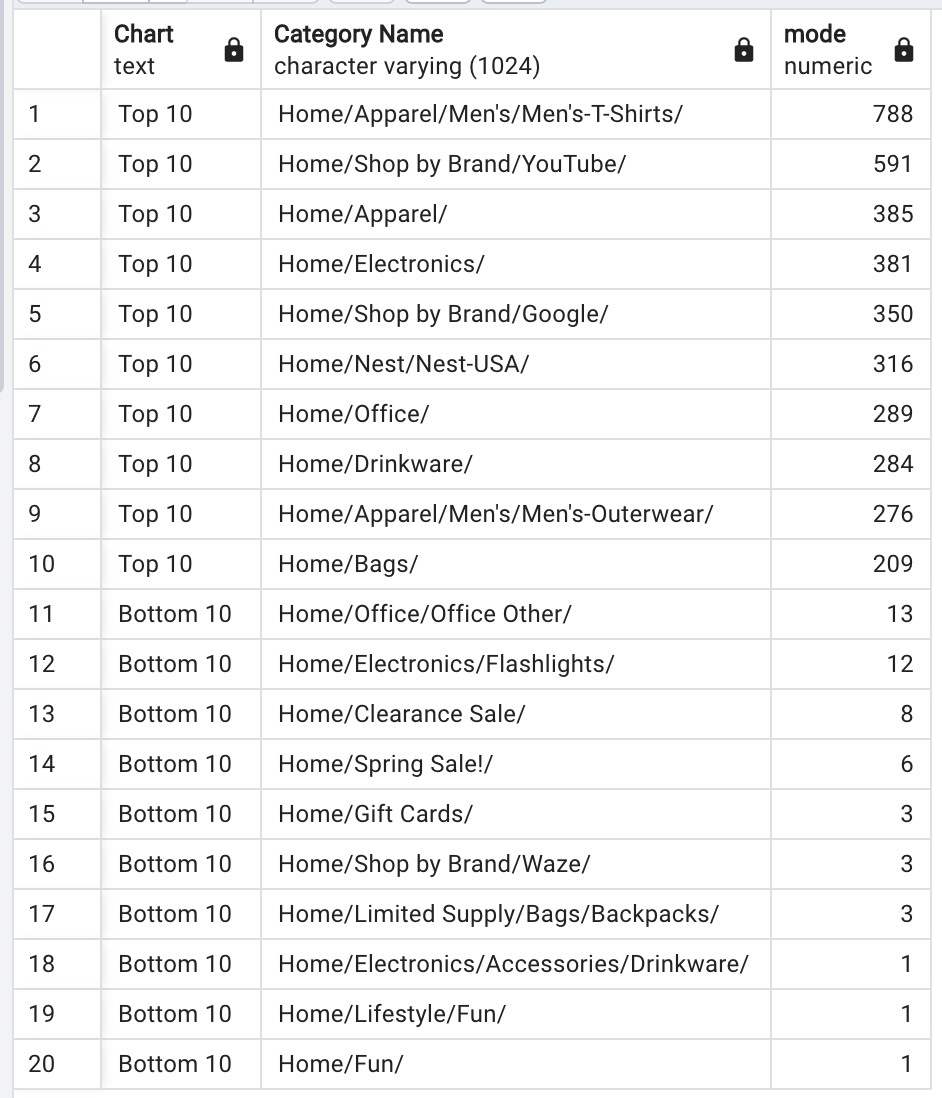 Chart Category Name mode
text character varying (1024) numeric
1 Top 10 Home/Apparel/Men's/Men's-T-Shirts/ 788
2 Top 10 Home/Shop by Brand/YouTube/ 591
3 Top 10 Home/Apparel/ 385
4 Top 10 Home/Electronics/ 381
5 Top 10 Home/Shop by Brand/Google/ 350
6 Top 10 Home/Nest/Nest-USA/ 316
7 Top 10 Home/Office/ 289
8 Top 10 Home/Drinkware/ 284
9 Top 10 Home/Apparel/Men's/Men's-Outerwear/ 276
10 Top 10 Home/Bags/ 209
11 Bottom 10 Home/Office/Office Other/ 13
12 Bottom 10 Home/Electronics/Flashlights/ 12
13 Bottom 10 Home/Clearance Sale/ 8
14 Bottom 10 Home/Spring Sale!/ 6
15 Bottom 10 Home/Gift Cards/ 3
16 Bottom 10 Home/Shop by Brand/Waze/ 3
17 Bottom 10 Home/Limited Supply/Bags/Backpacks/ 3
18 Bottom 10 Home/Electronics/Accessories/Drinkware/ 1
19 Bottom 10 Home/Lifestyle/Fun/ 1
20 Bottom 10 Home/Fun/ 1